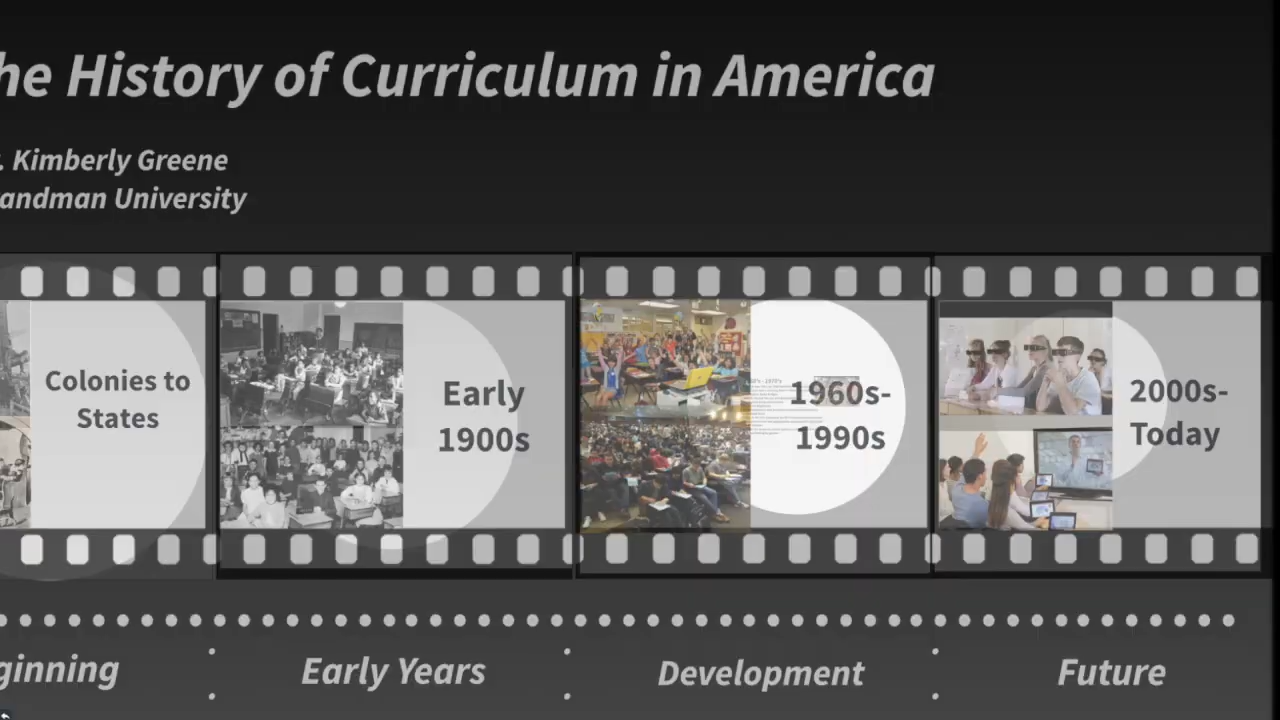 he History of Curriculum in America
. Kimberly Greene
andman University
Colonies to
States
Early
1900s
1960s-
1990s
2000s-
Today
ginning
Early Years
Development
Future